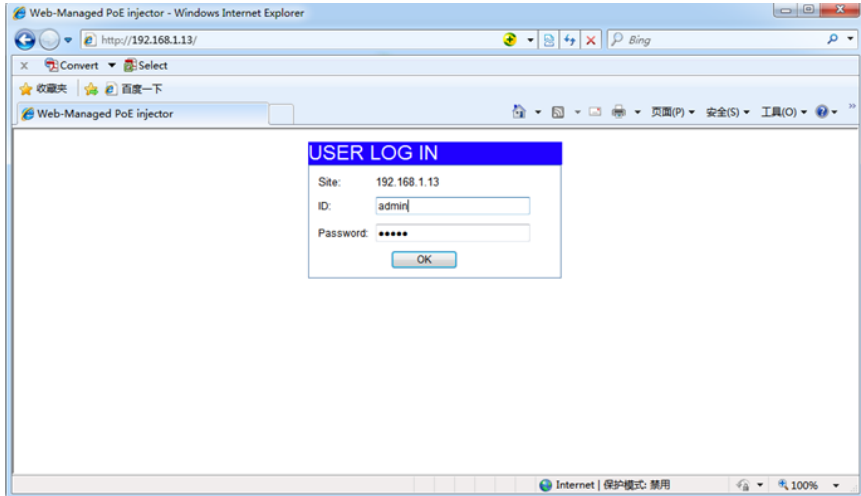 Web-Managed PoE injector - Windows Internet Explorer
http://192.168.1.13/
Bing
x Convert Select
收藏夹 百度一下
Web-Managed PoE injector 页面(P) 安全(S) 工具(O) »
USER LOG IN
Site: 192.168.1.13
ID: admin
Password: •••••
OK
Internet | 保护模式: 禁用 100%